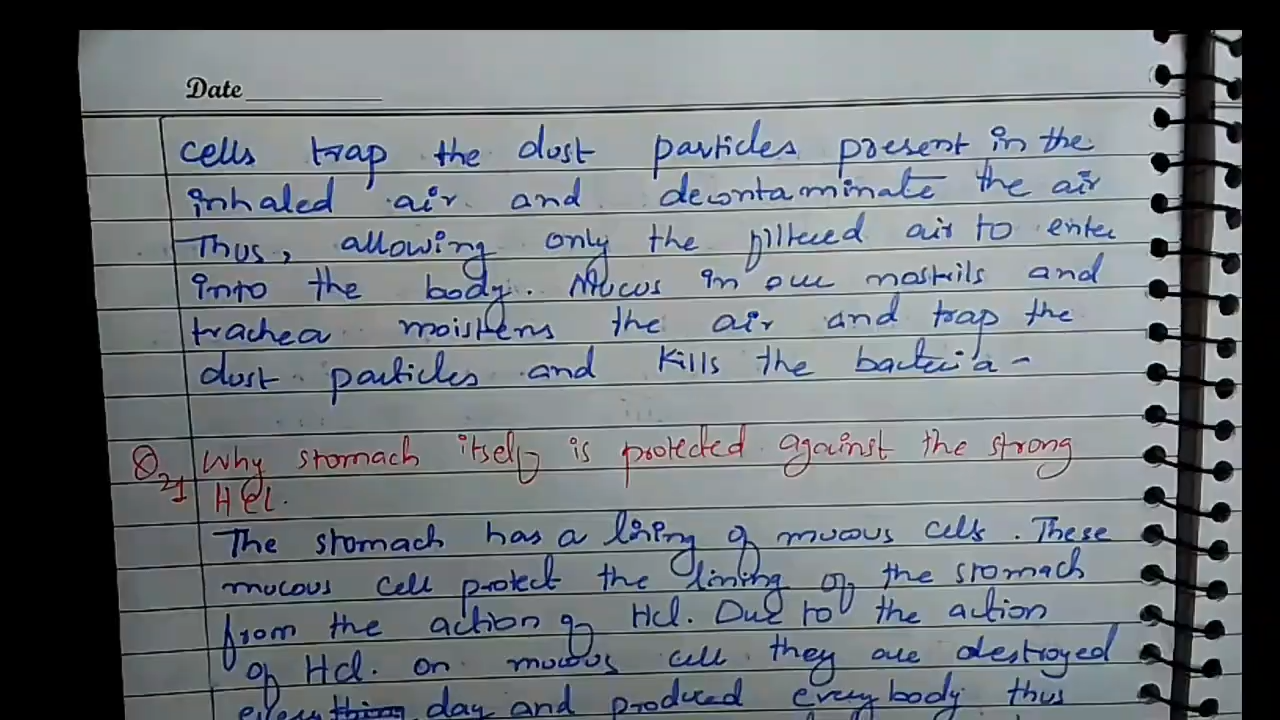 Date
cells trap the dust particles present in the
inhaled air and decontaminate the air
Thus, allowing only the filtered air to enter
into the body. Mucus in our nostrils and
trachea moistens the air and trap the
dust particles and kills the bacteria -
Q21 Why stomach itself is protected against the strong
HCl.
The stomach has a lining of mucous cells. These
mucous cell protect the lining of the stomach
from the action of Hcl. Due to the action
of Hcl. on mucous cell they are destroyed
day and produced everybody thus